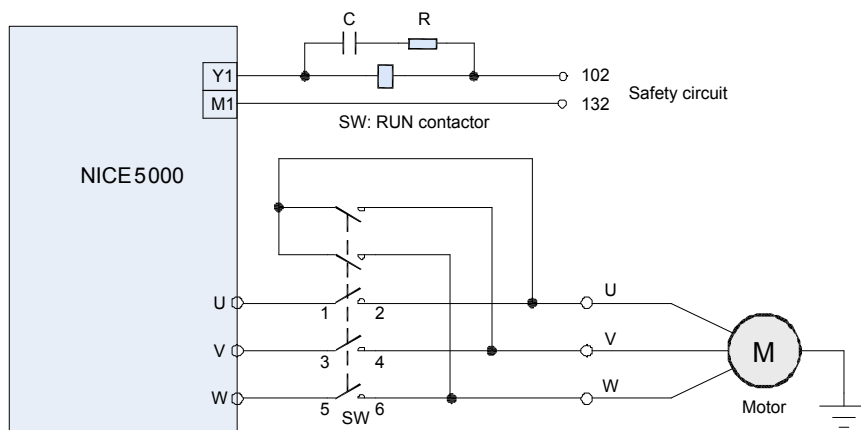 C R
Y1 102
M1 132 Safety circuit
SW: RUN contactor
NICE5000
U 1 2 U
V 3 4 V
M
W 5 6 W
SW Motor